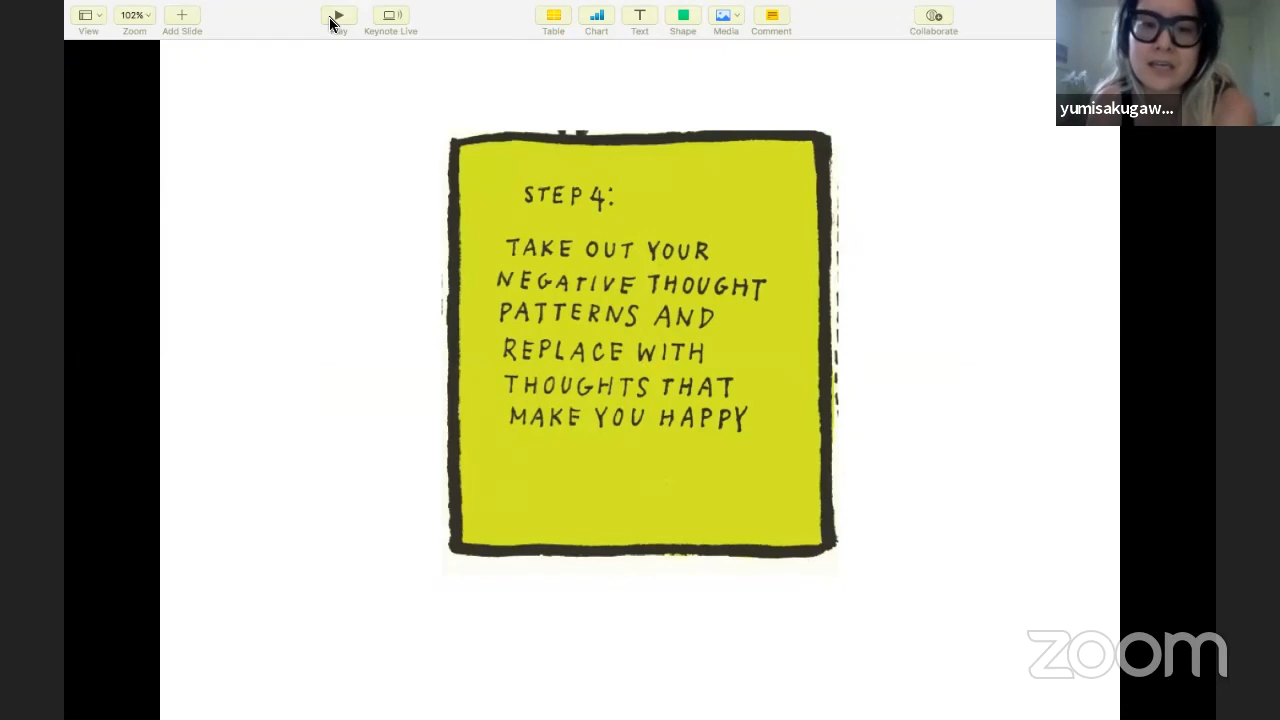 View
102%
Zoom
Add Slide
Keynote Live
Table
Chart
T
Text
Shape
Media
Comment
Collaborate
yumisakugaw...
STEP 4:
TAKE OUT YOUR
NEGATIVE THOUGHT
PATTERNS AND
REPLACE WITH
THOUGHTS THAT
MAKE YOU HAPPY
zoom